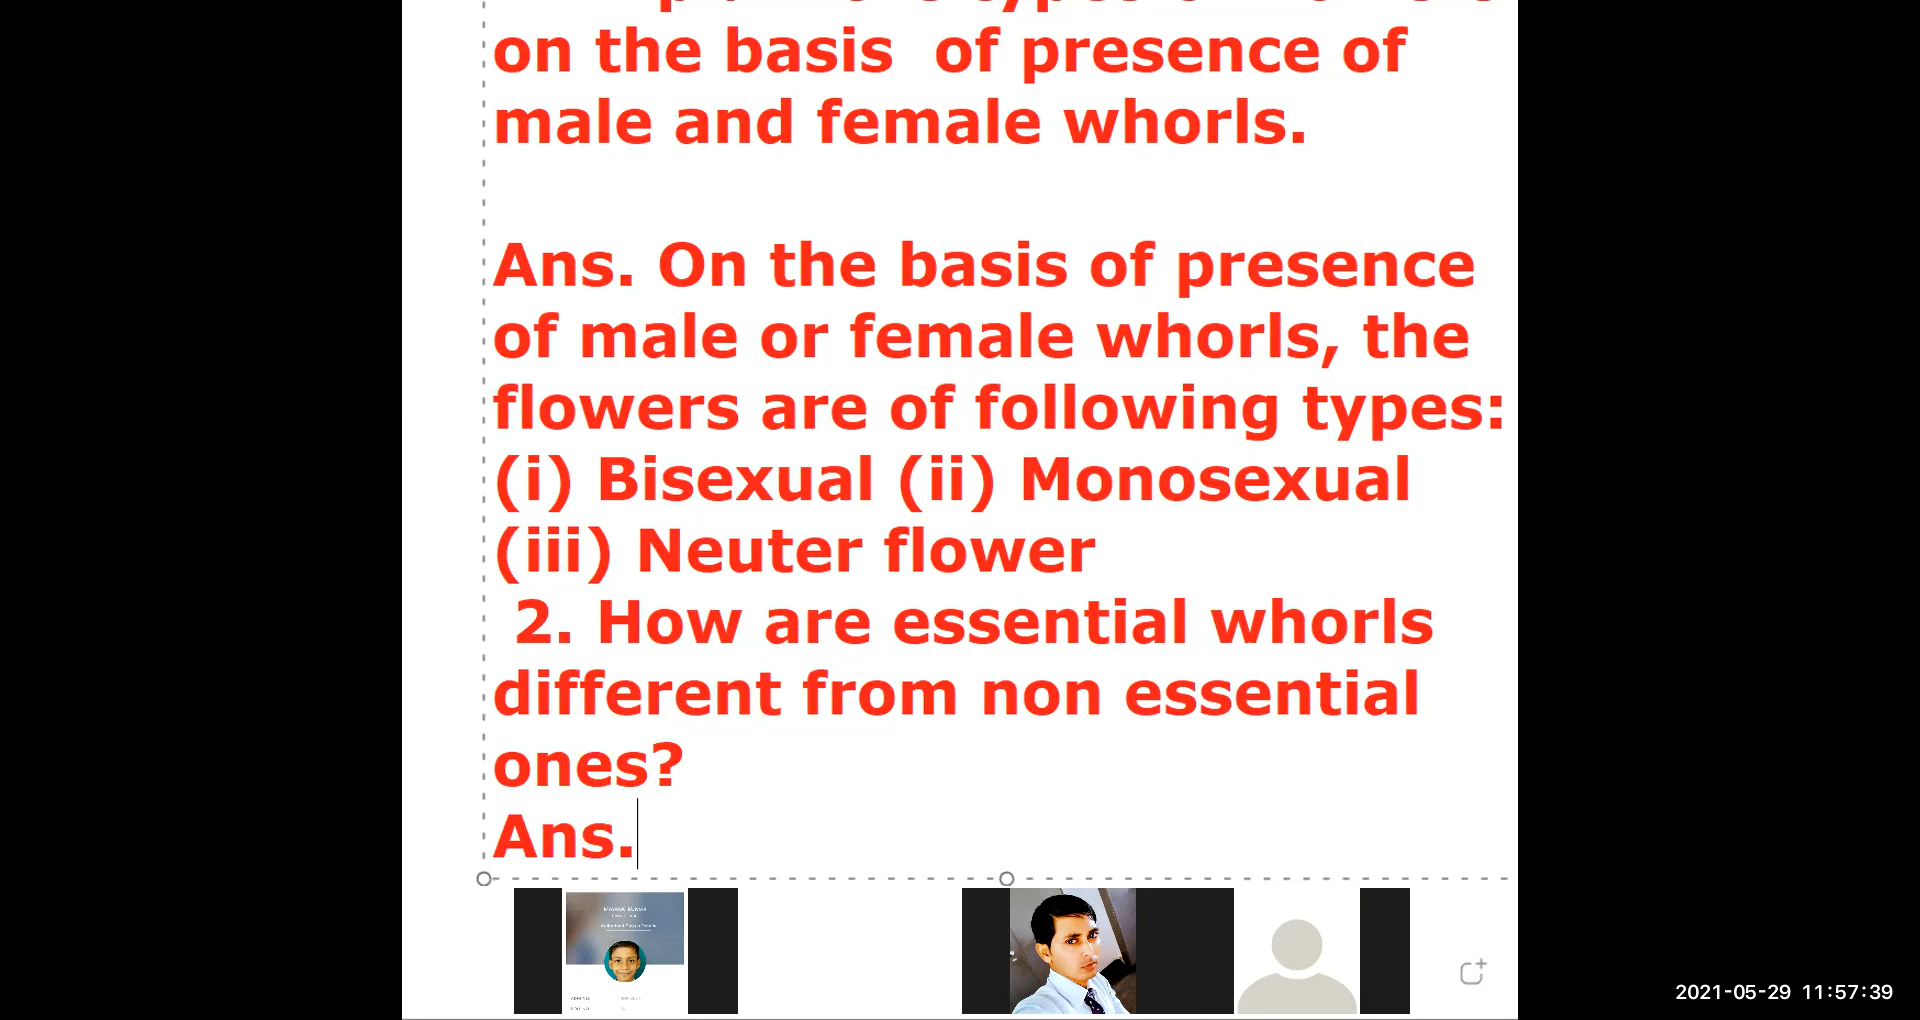 on the basis  of presence of
male and female whorls.
Ans. On the basis of presence
of male or female whorls, the
flowers are of following types:
(i) Bisexual (ii) Monosexual
(iii) Neuter flower
2. How are essential whorls
different from non essential
ones?
Ans.
MAYANK KUMAR
2021-05-29 11:57:39